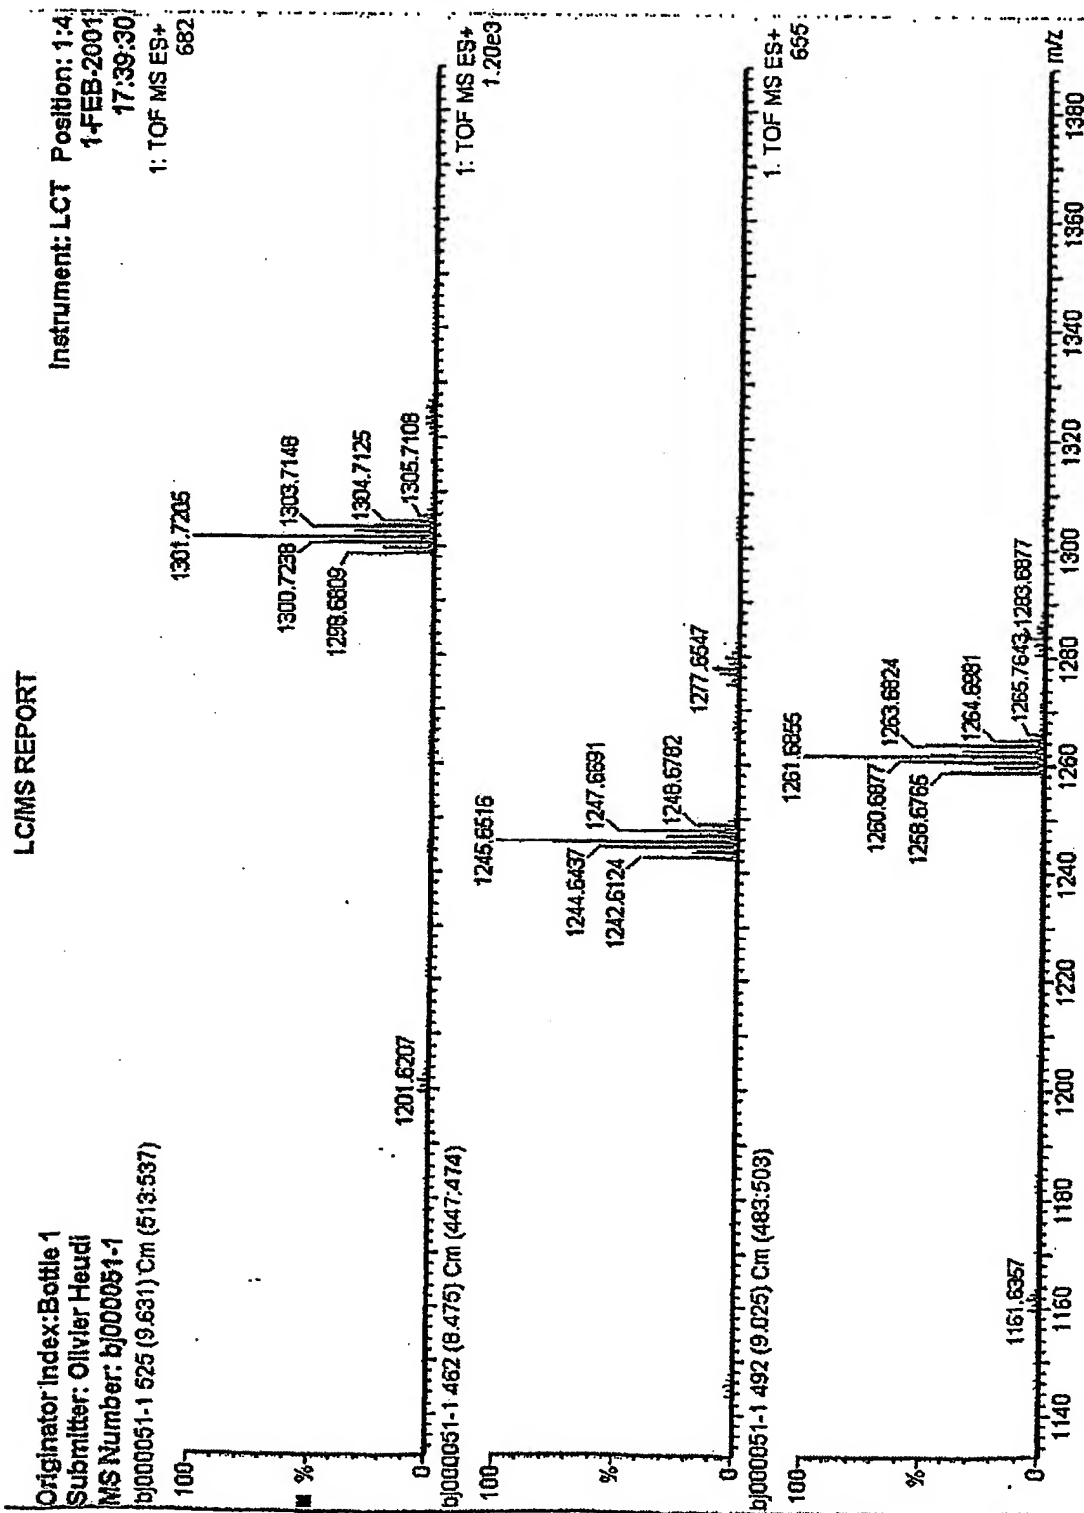 LC/MS REPORT
Originator Index:Bottle 1
Submitter: Olivier Heudi
MS Number: bj000051-1
Instrument: LCT Position: 1:4
1-FEB-2001
17:39:30
bj000051-1 525 (9.631) Cm (513:537)
1: TOF MS ES+
682
100
%
0
1201.6207
1298.6809
1300.7238
1301.7205
1303.7148
1304.7125
1305.7108
bj000051-1 462 (8.475) Cm (447:474)
1: TOF MS ES+
1.20e3
100
%
0
1242.6124
1244.6437
1245.6516
1247.6691
1248.6782
1277.6547
bj000051-1 492 (9.025) Cm (483:503)
1: TOF MS ES+
655
100
%
0
1161.6357
1258.6765
1260.6877
1261.6855
1263.6824
1264.6981
1265.7643
1283.6877
1140 1160 1180 1200 1220 1240 1260 1280 1300 1320 1340 1360 1380 m/z